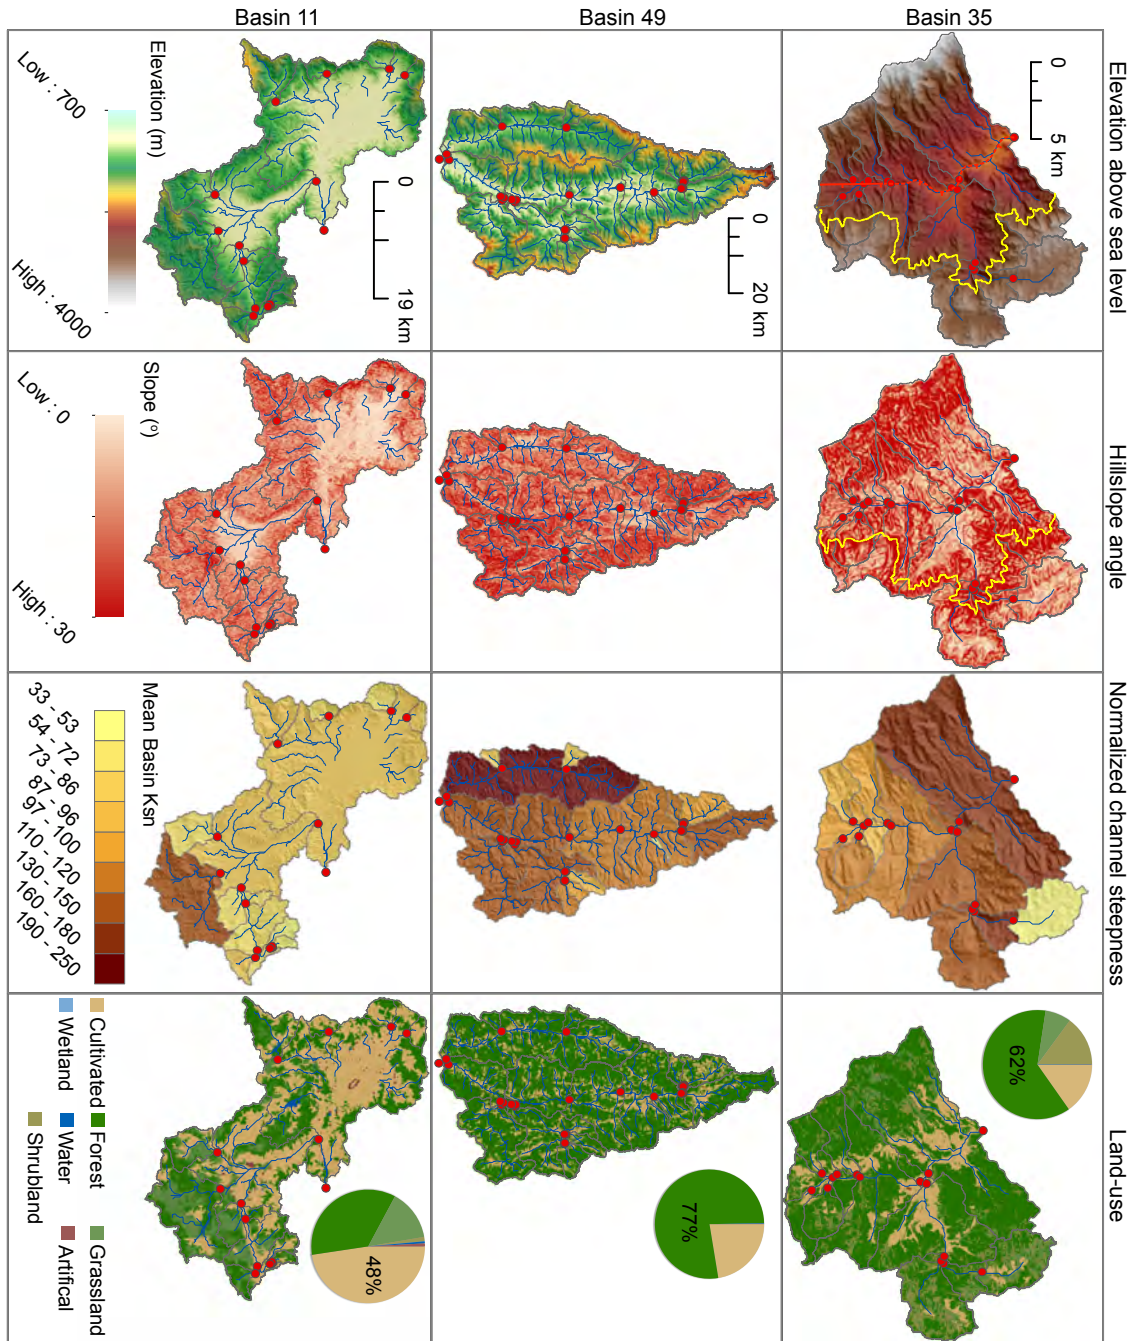 Basin 11
Basin 49
Basin 35
Elevation above sea level
Hillslope angle
Normalized channel steepness
Land-use
Elevation (m)
Low : 700
High : 4000
0
19 km
0
20 km
0
5 km
Slope (º)
Low : 0
High : 30
Mean Basin Ksn
33 - 53
54 - 72
73 - 86
87 - 96
97 - 100
110 - 120
130 - 150
160 - 180
190 - 250
Cultivated
Forest
Grassland
Wetland
Water
Artifical
Shrubland
48%
77%
62%